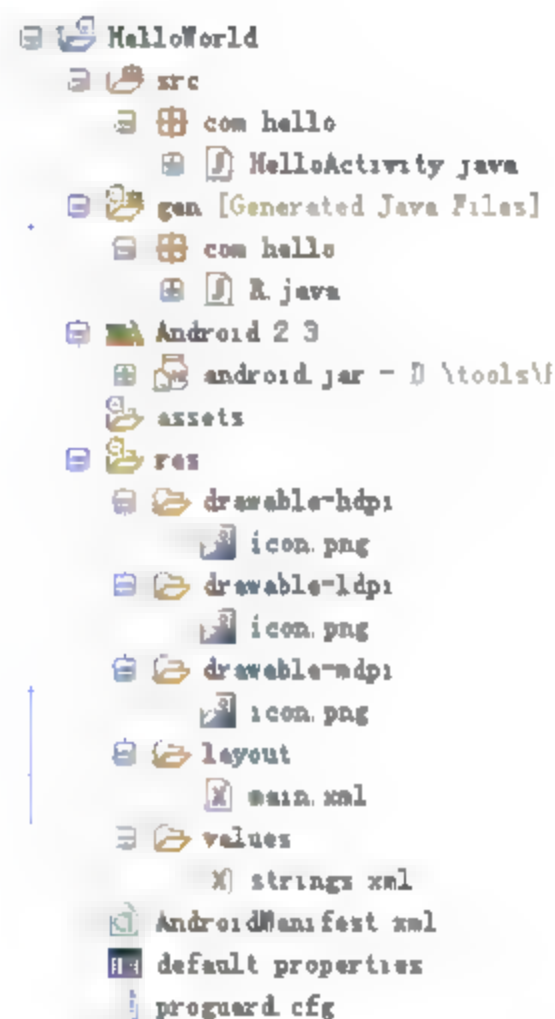 HelloWorld
src
com hello
HelloActivity java
gen [Generated Java Files]
com hello
R java
Android 2 3
android.jar - D \tools\
assets
res
drawable-hdpi
icon.png
drawable-ldpi
icon.png
drawable-mdpi
icon.png
layout
main.xml
values
strings xml
AndroidManifest xml
default properties
proguard cfg